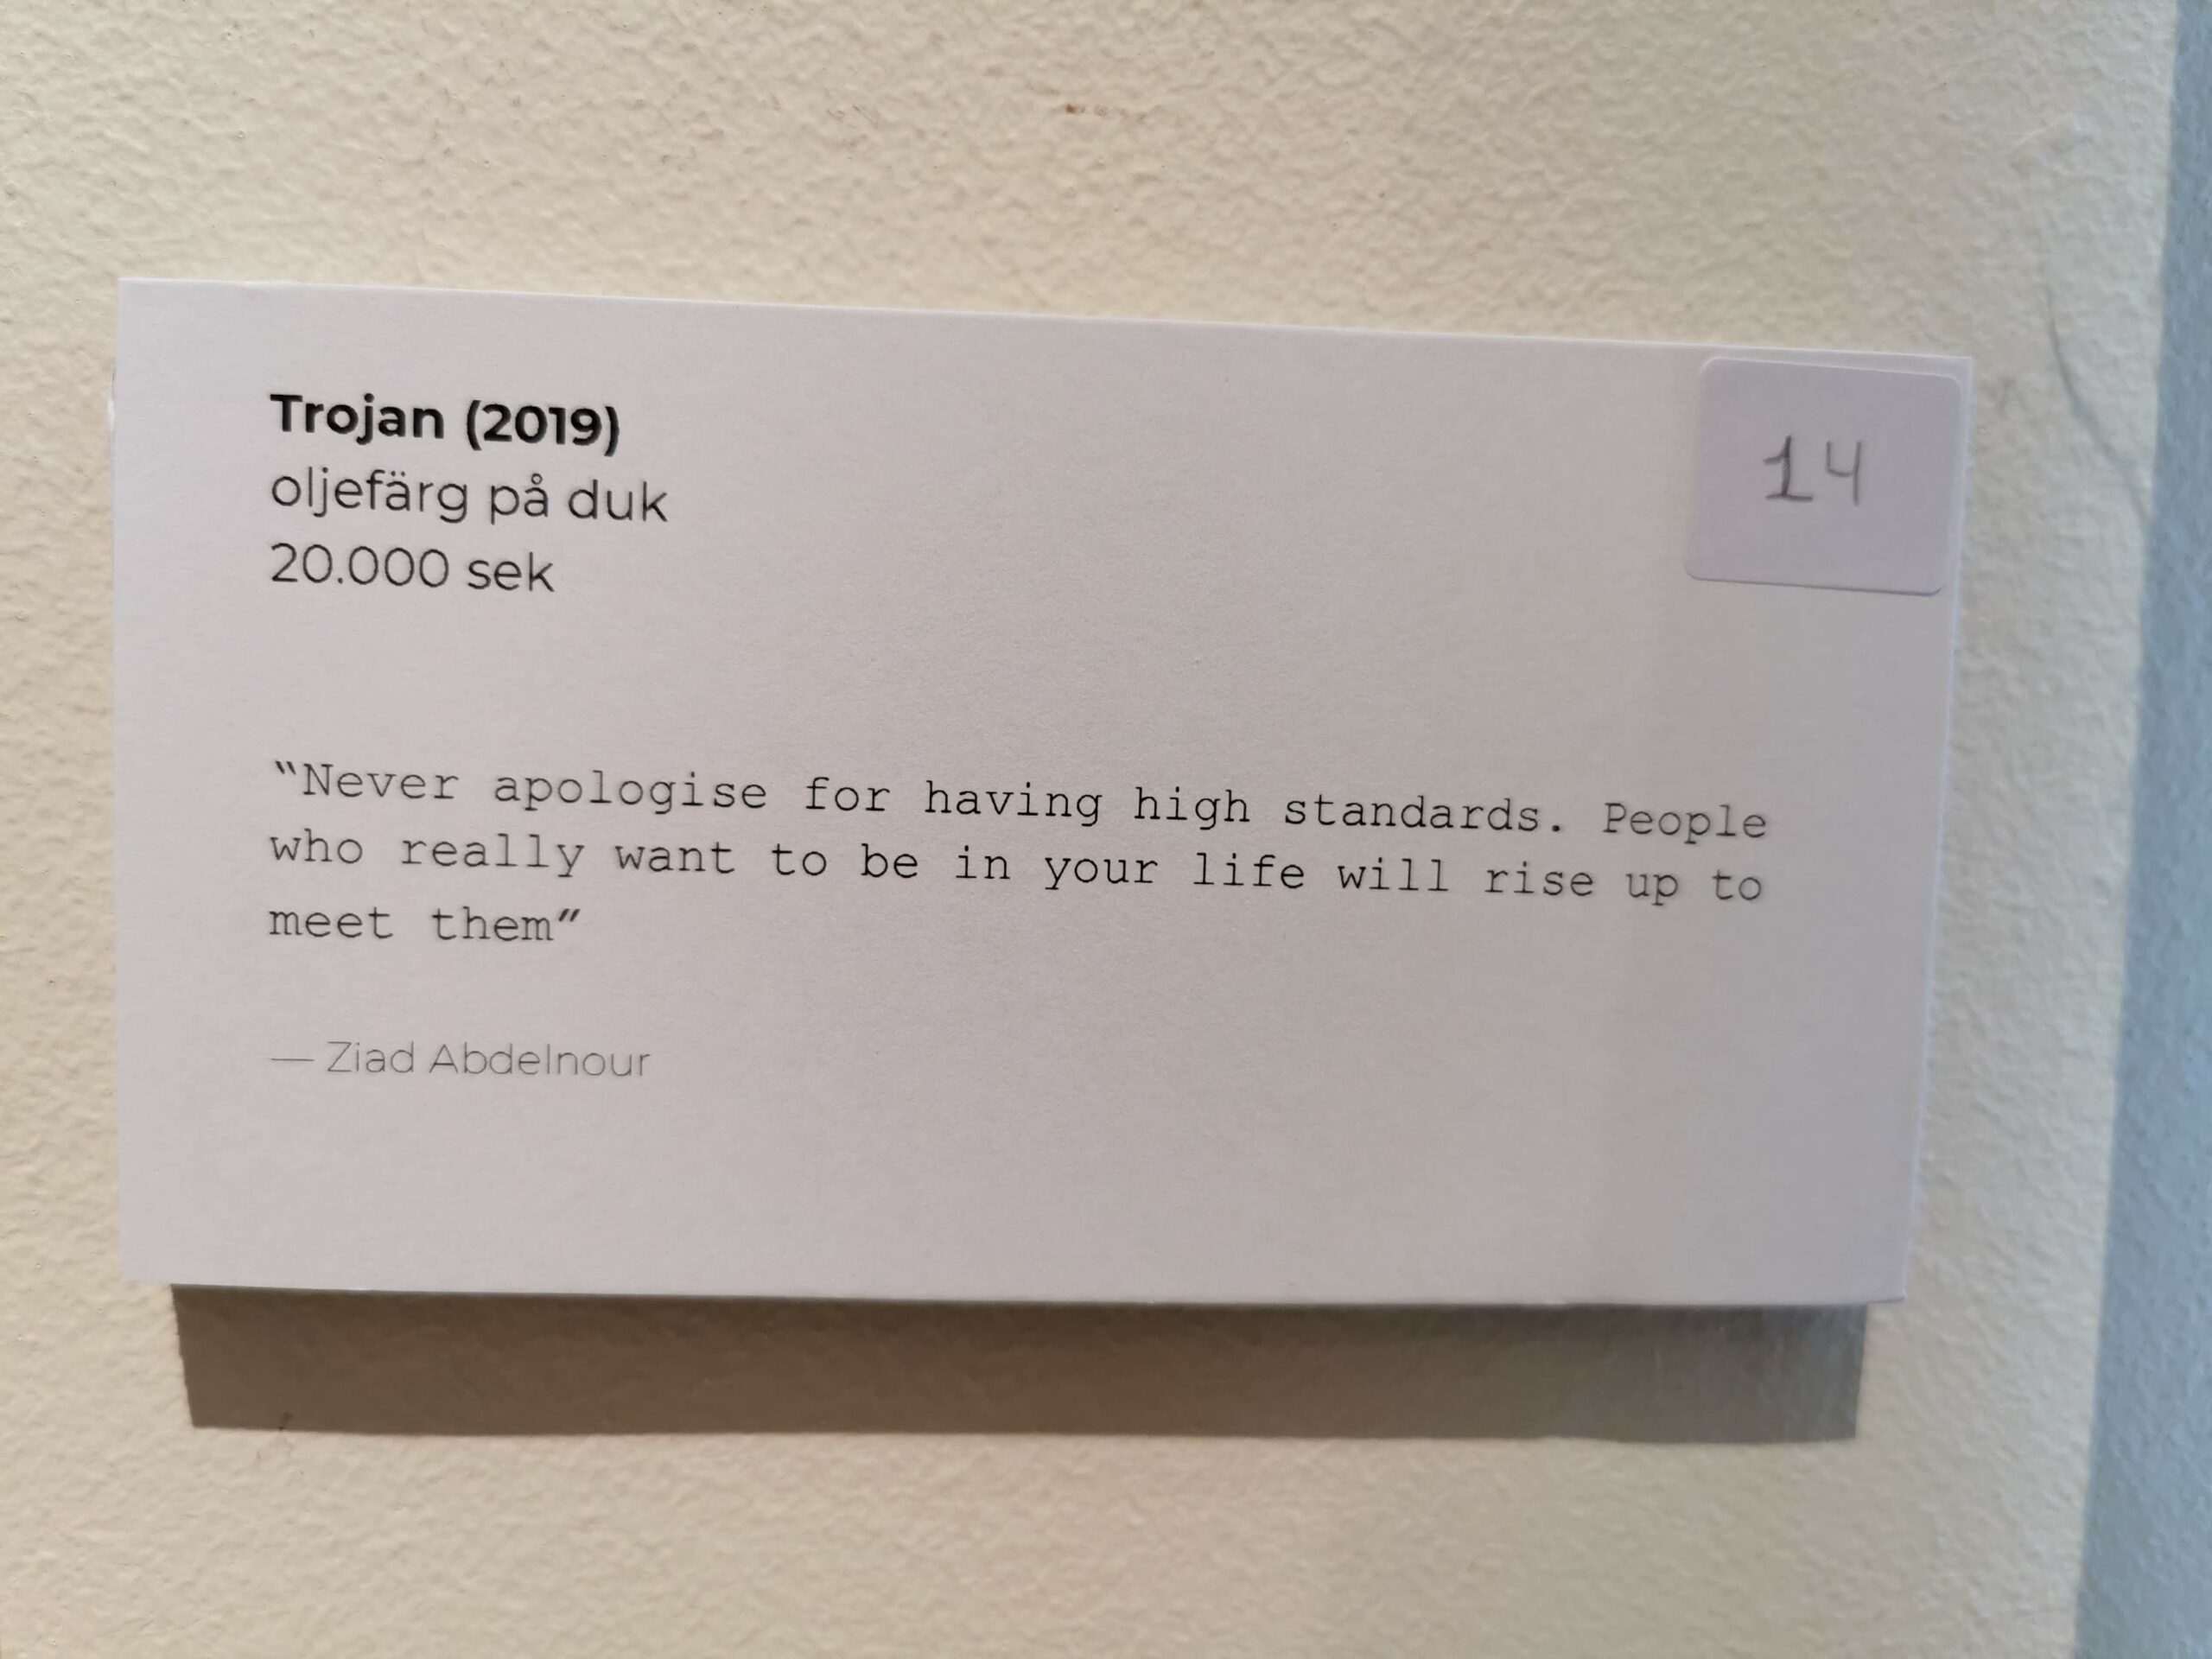 Trojan (2019)
oljefärg på duk
20.000 sek
14
“Never apologise for having high standards. People
who really want to be in your life will rise up to
meet them”
— Ziad Abdelnour